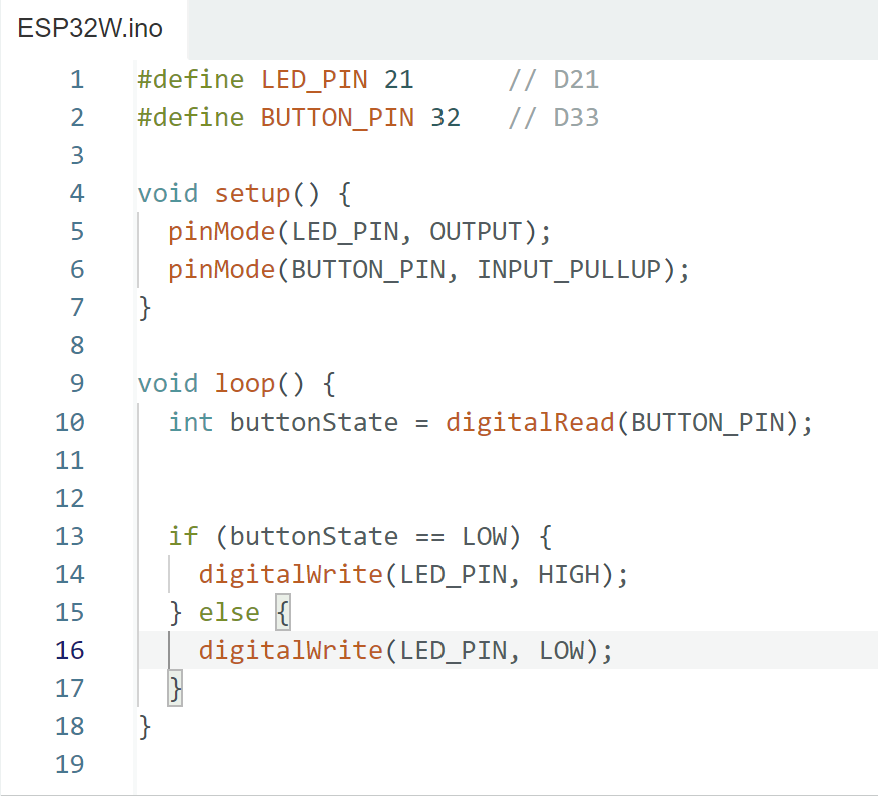 ESP32W.ino
1 #define LED_PIN 21      // D21
2 #define BUTTON_PIN 32   // D33
3
4 void setup() {
5   pinMode(LED_PIN, OUTPUT);
6   pinMode(BUTTON_PIN, INPUT_PULLUP);
7 }
8
9 void loop() {
10   int buttonState = digitalRead(BUTTON_PIN);
11
12
13   if (buttonState == LOW) {
14     digitalWrite(LED_PIN, HIGH);
15   } else {
16     digitalWrite(LED_PIN, LOW);
17   }
18 }
19